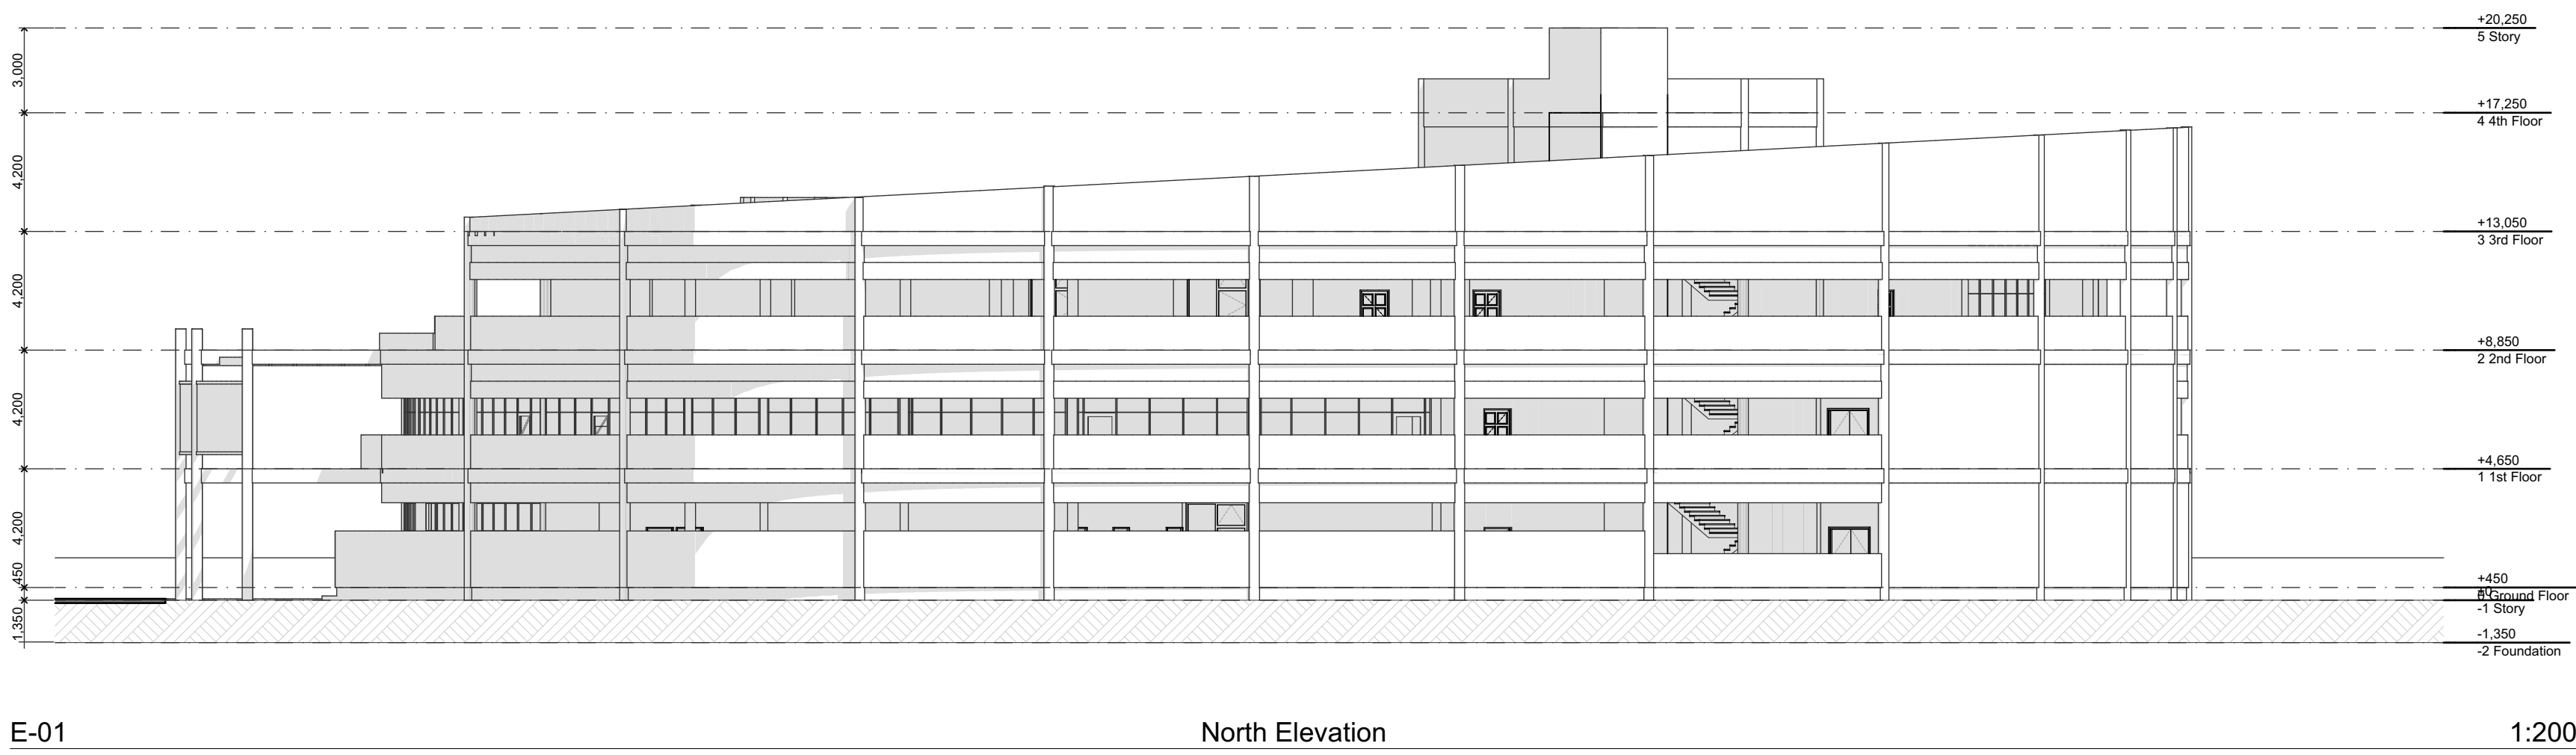 +20,250
5 Story
3,000
+17,250
4 4th Floor
4,200
+13,050
3 3rd Floor
4,200
+8,850
2 2nd Floor
4,200
+4,650
1 1st Floor
4,200
+450
450
±0
0 Ground Floor
-1 Story
1,350
-1,350
-2 Foundation
E-01
North Elevation
1:200